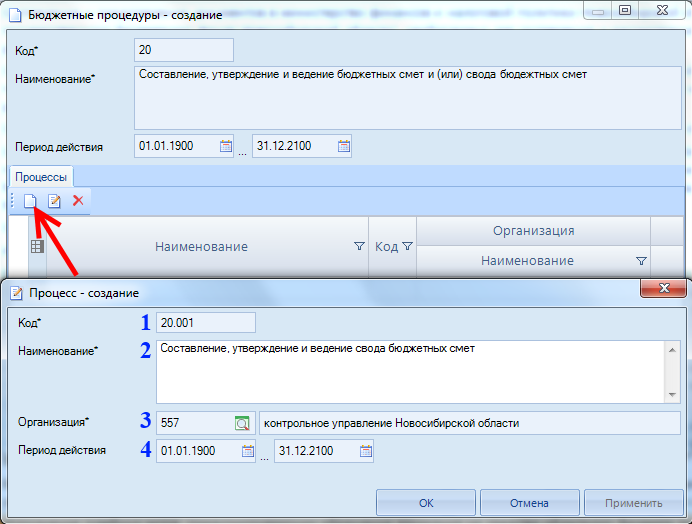 Бюджетные процедуры - создание
Код*
20
Наименование*
Составление, утверждение и ведение бюджетных смет и (или) свода бюдежтных смет
Период действия
01.01.1900 ... 31.12.2100
Процессы
Наименование
Код
Организация
Наименование
Процесс - создание
Код* 1 20.001
Наименование* 2 Составление, утверждение и ведение свода бюджетных смет
Организация* 3 557 контрольное управление Новосибирской области
Период действия 4 01.01.1900 ... 31.12.2100
ОК Отмена Применить